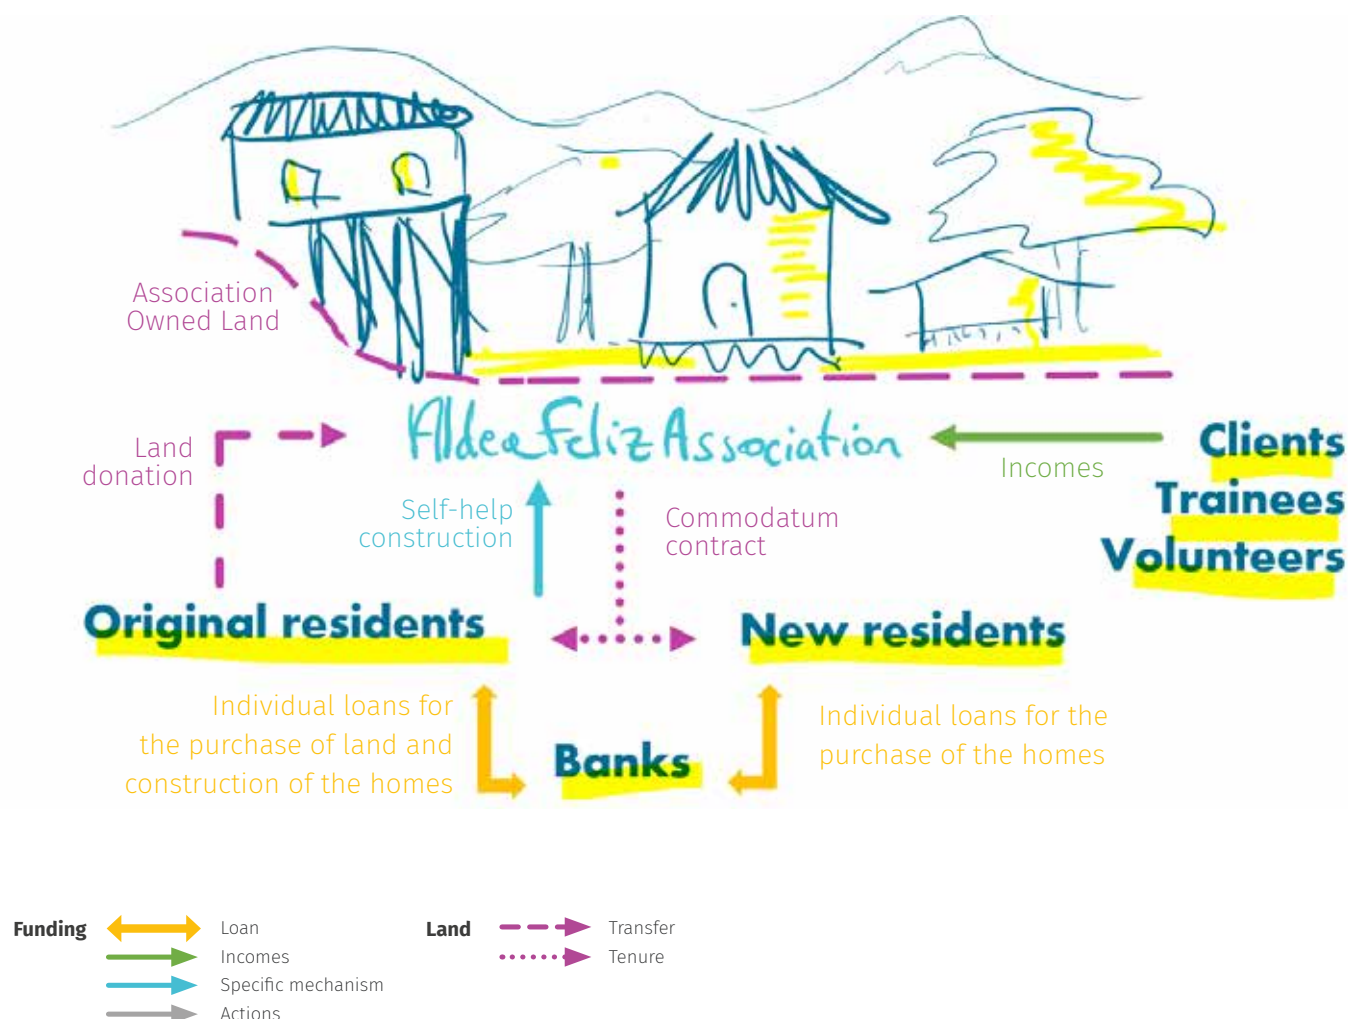 Association
Owned Land
Aldea Feliz Association
Land
donation
Incomes
Clients
Trainees
Volunteers
Self-help
construction
Commodatum
contract
Original residents
New residents
Individual loans for
the purchase of land and
construction of the homes
Banks
Individual loans for the
purchase of the homes
Funding
Loan
Incomes
Specific mechanism
Actions
Land
Transfer
Tenure